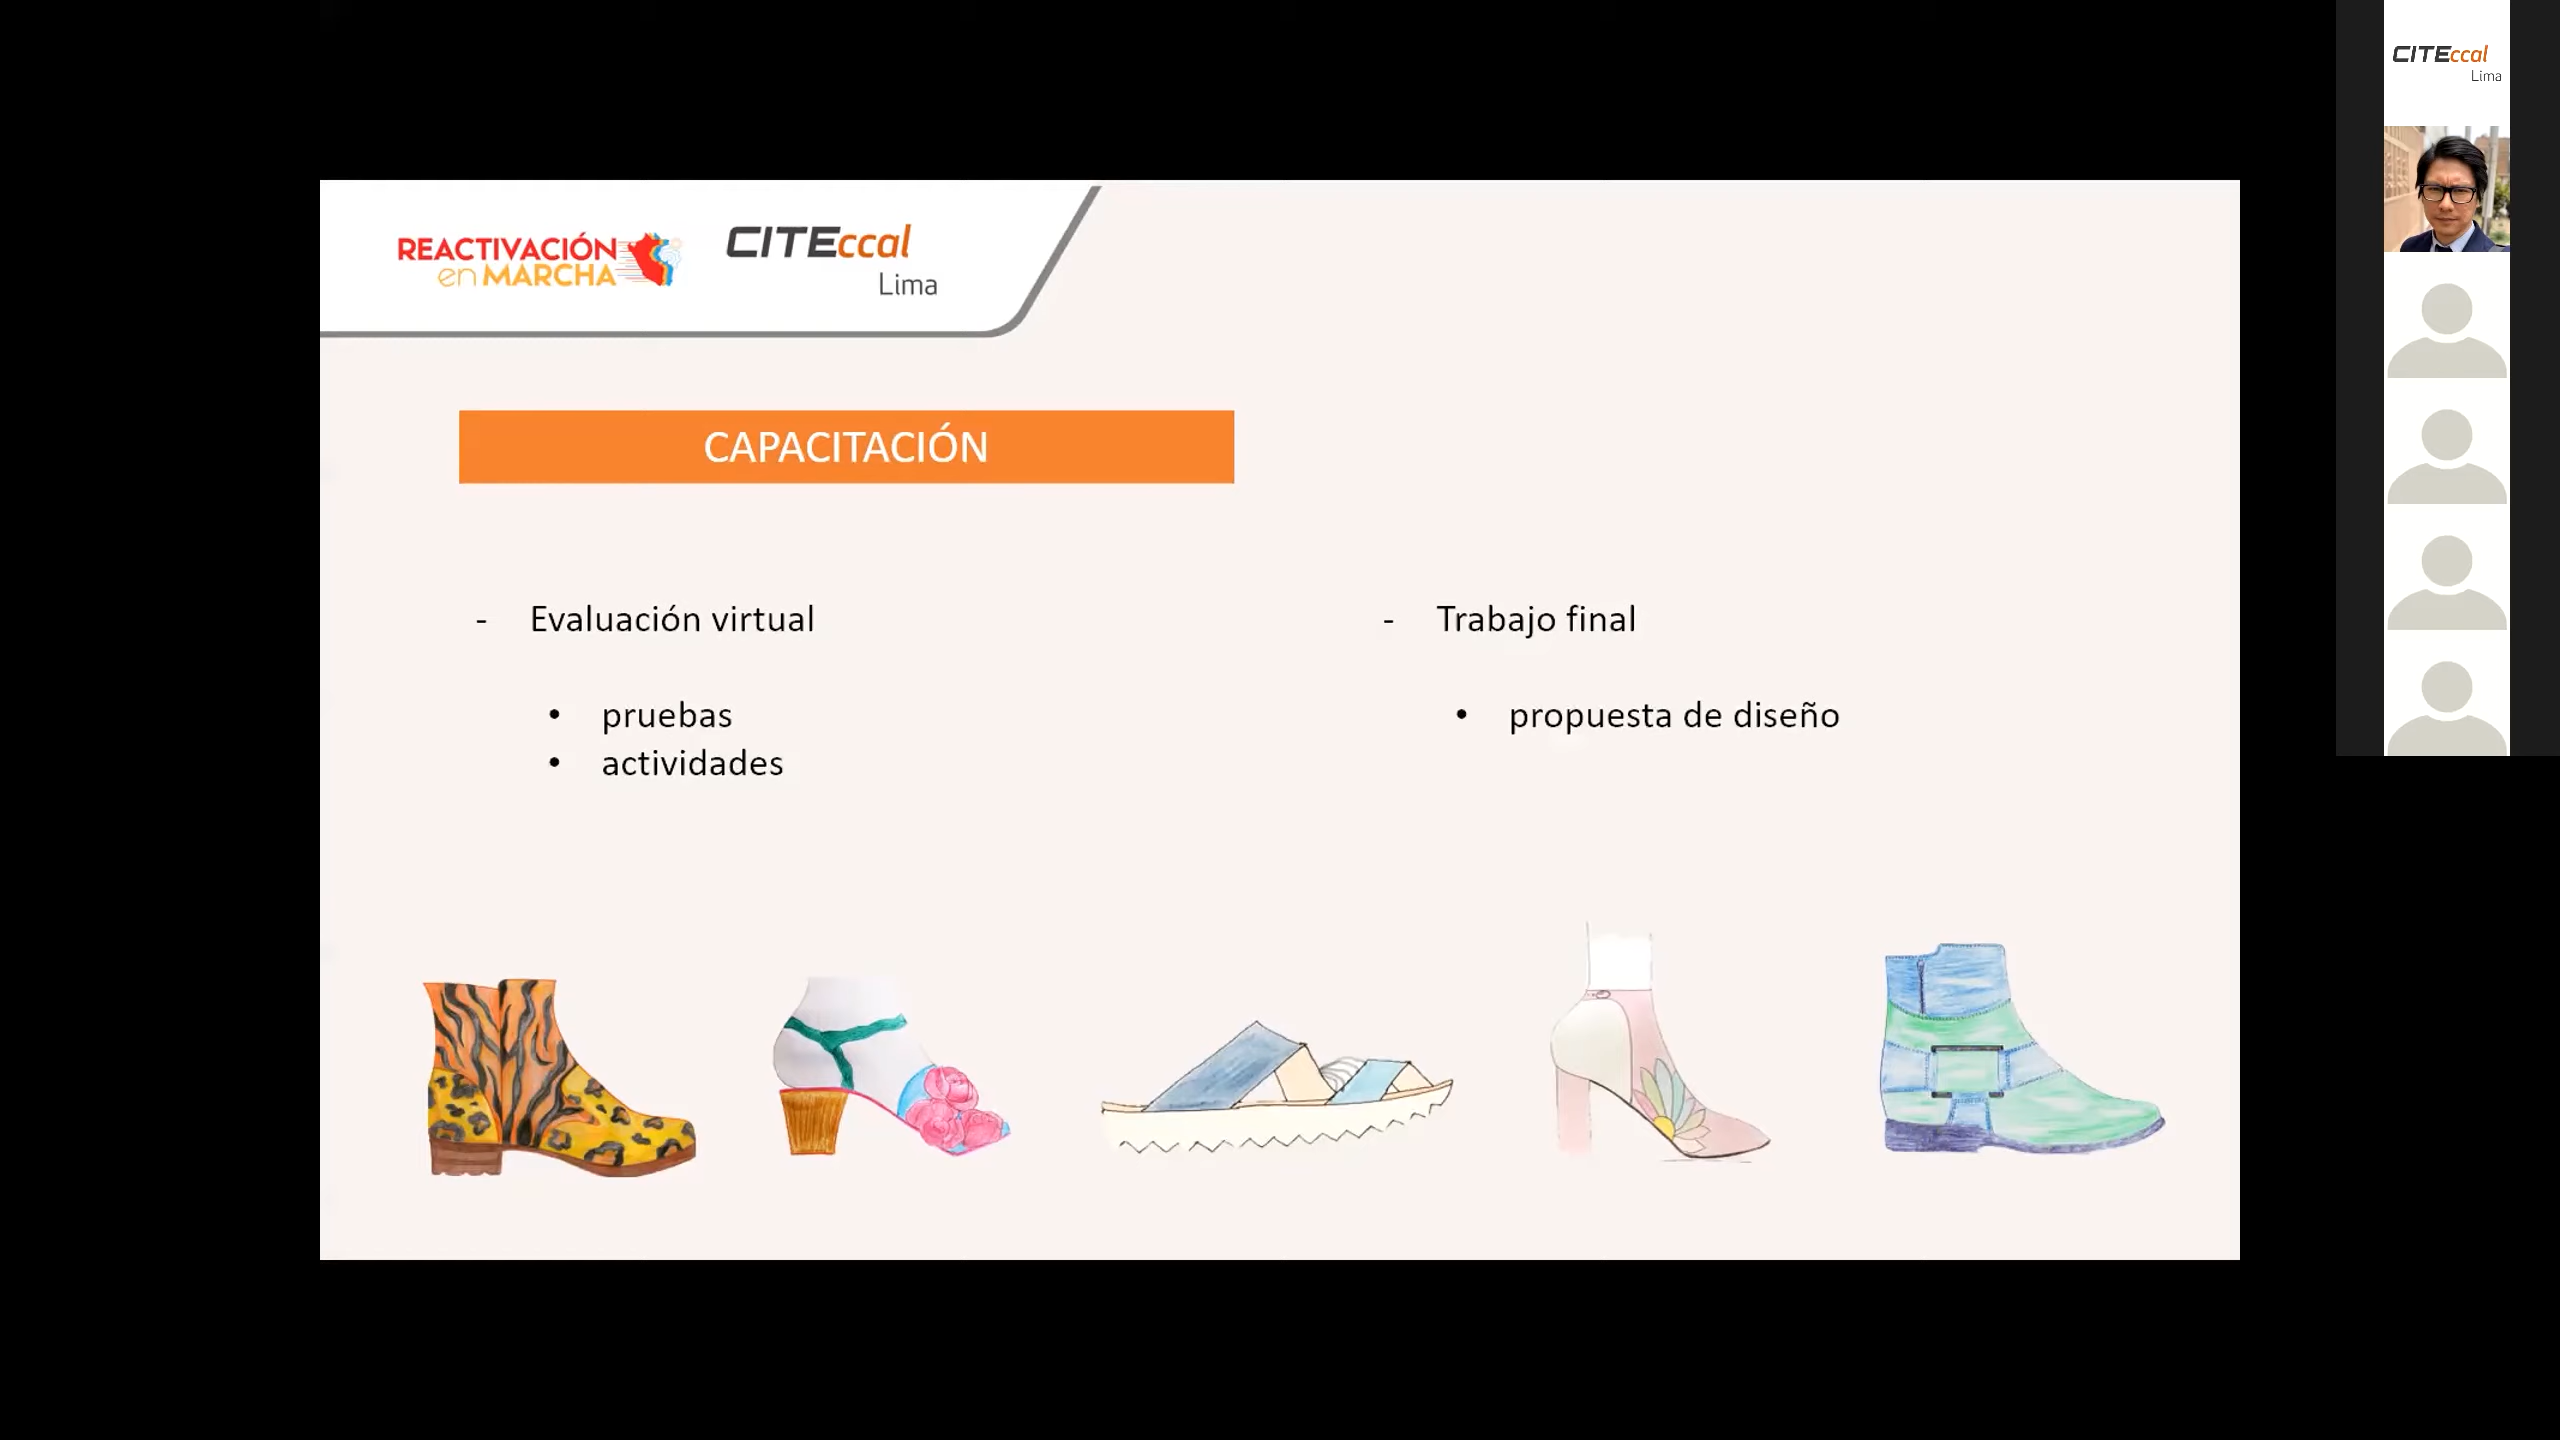 REACTIVACIÓN
en MARCHA
CITEccal
Lima
CAPACITACIÓN
- Evaluación virtual
• pruebas
• actividades
- Trabajo final
• propuesta de diseño
CITEccal
Lima